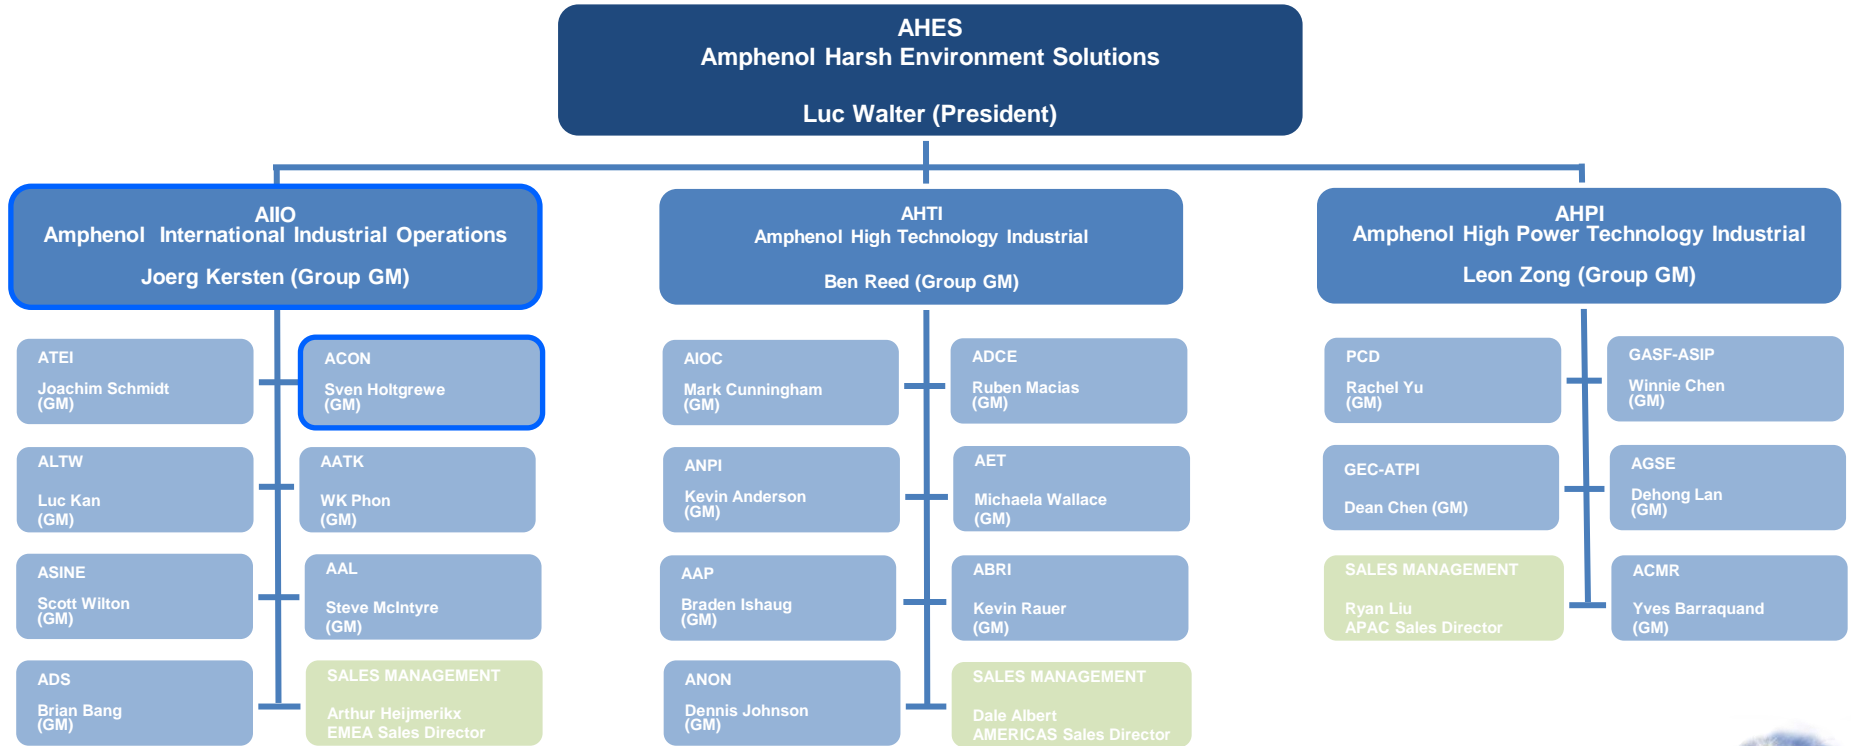 AHES
Amphenol Harsh Environment Solutions
Luc Walter (President)
AIIO
Amphenol International Industrial Operations
Joerg Kersten (Group GM)
AHTI
Amphenol High Technology Industrial
Ben Reed (Group GM)
AHPI
Amphenol High Power Technology Industrial
Leon Zong (Group GM)
ATEI
Joachim Schmidt
(GM)
ACON
Sven Holtgrewe
(GM)
ALTW
Luc Kan
(GM)
AATK
WK Phon
(GM)
ASINE
Scott Wilton
(GM)
AAL
Steve McIntyre
(GM)
ADS
Brian Bang
(GM)
SALES MANAGEMENT
Arthur Heijmerikx
EMEA Sales Director
AIOC
Mark Cunningham
(GM)
ADCE
Ruben Macias
(GM)
ANPI
Kevin Anderson
(GM)
AET
Michaela Wallace
(GM)
AAP
Braden Ishaug
(GM)
ABRI
Kevin Rauer
(GM)
ANON
Dennis Johnson
(GM)
SALES MANAGEMENT
Dale Albert
AMERICAS Sales Director
PCD
Rachel Yu
(GM)
GASF-ASIP
Winnie Chen
(GM)
GEC-ATPI
Dean Chen (GM)
AGSE
Dehong Lan
(GM)
SALES MANAGEMENT
Ryan Liu
APAC Sales Director
ACMR
Yves Barraquand
(GM)